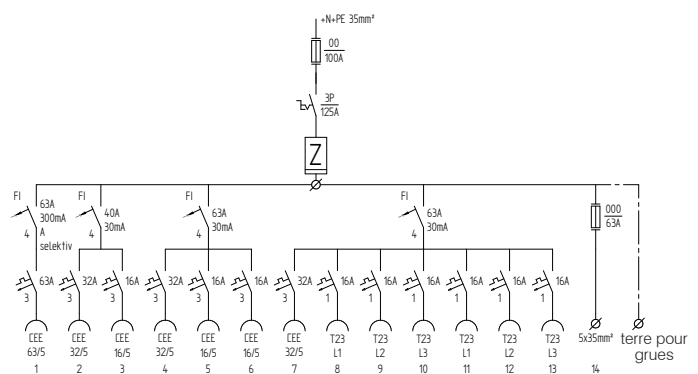 +N+PE 35mm²
00
100A
3P
125A
Z
FI
63A
300mA
A
selektiv
4
FI
40A
30mA
4
FI
63A
30mA
4
FI
63A
30mA
4
000
63A
63A
3
32A
3
16A
3
32A
3
16A
3
16A
3
32A
3
16A
1
16A
1
16A
1
16A
1
16A
1
16A
1
CEE CEE CEE CEE CEE CEE CEE T23 T23 T23 T23 T23 T23 5x35mm² terre pour
63/5 32/5 16/5 32/5 16/5 16/5 32/5 L1 L2 L3 L1 L2 L3 grues
1 2 3 4 5 6 7 8 9 10 11 12 13 14